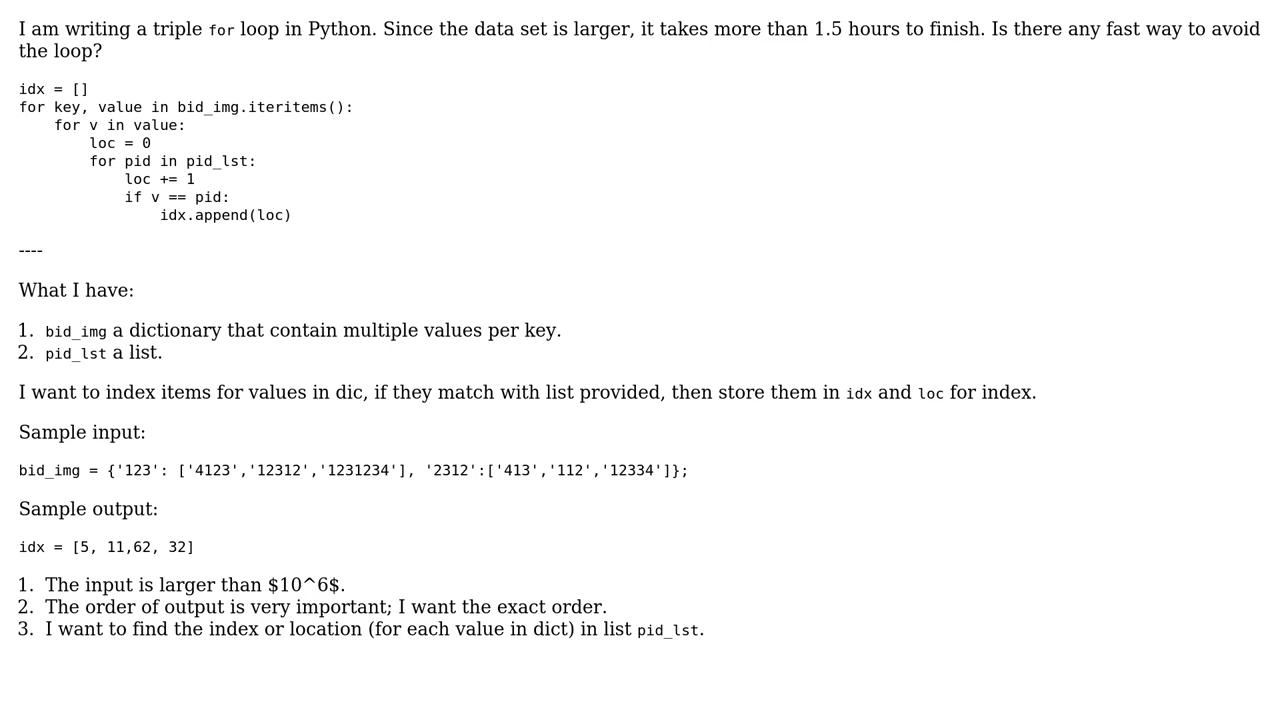 I am writing a triple for loop in Python. Since the data set is larger, it takes more than 1.5 hours to finish. Is there any fast way to avoid
the loop?
idx = []
for key, value in bid_img.iteritems():
    for v in value:
        loc = 0
        for pid in pid_lst:
            loc += 1
            if v == pid:
                idx.append(loc)
----
What I have:
1. bid_img a dictionary that contain multiple values per key.
2. pid_lst a list.
I want to index items for values in dic, if they match with list provided, then store them in idx and loc for index.
Sample input:
bid_img = {'123': ['4123','12312','1231234'], '2312':['413','112','12334']};
Sample output:
idx = [5, 11,62, 32]
1. The input is larger than $10^6$.
2. The order of output is very important; I want the exact order.
3. I want to find the index or location (for each value in dict) in list pid_lst.